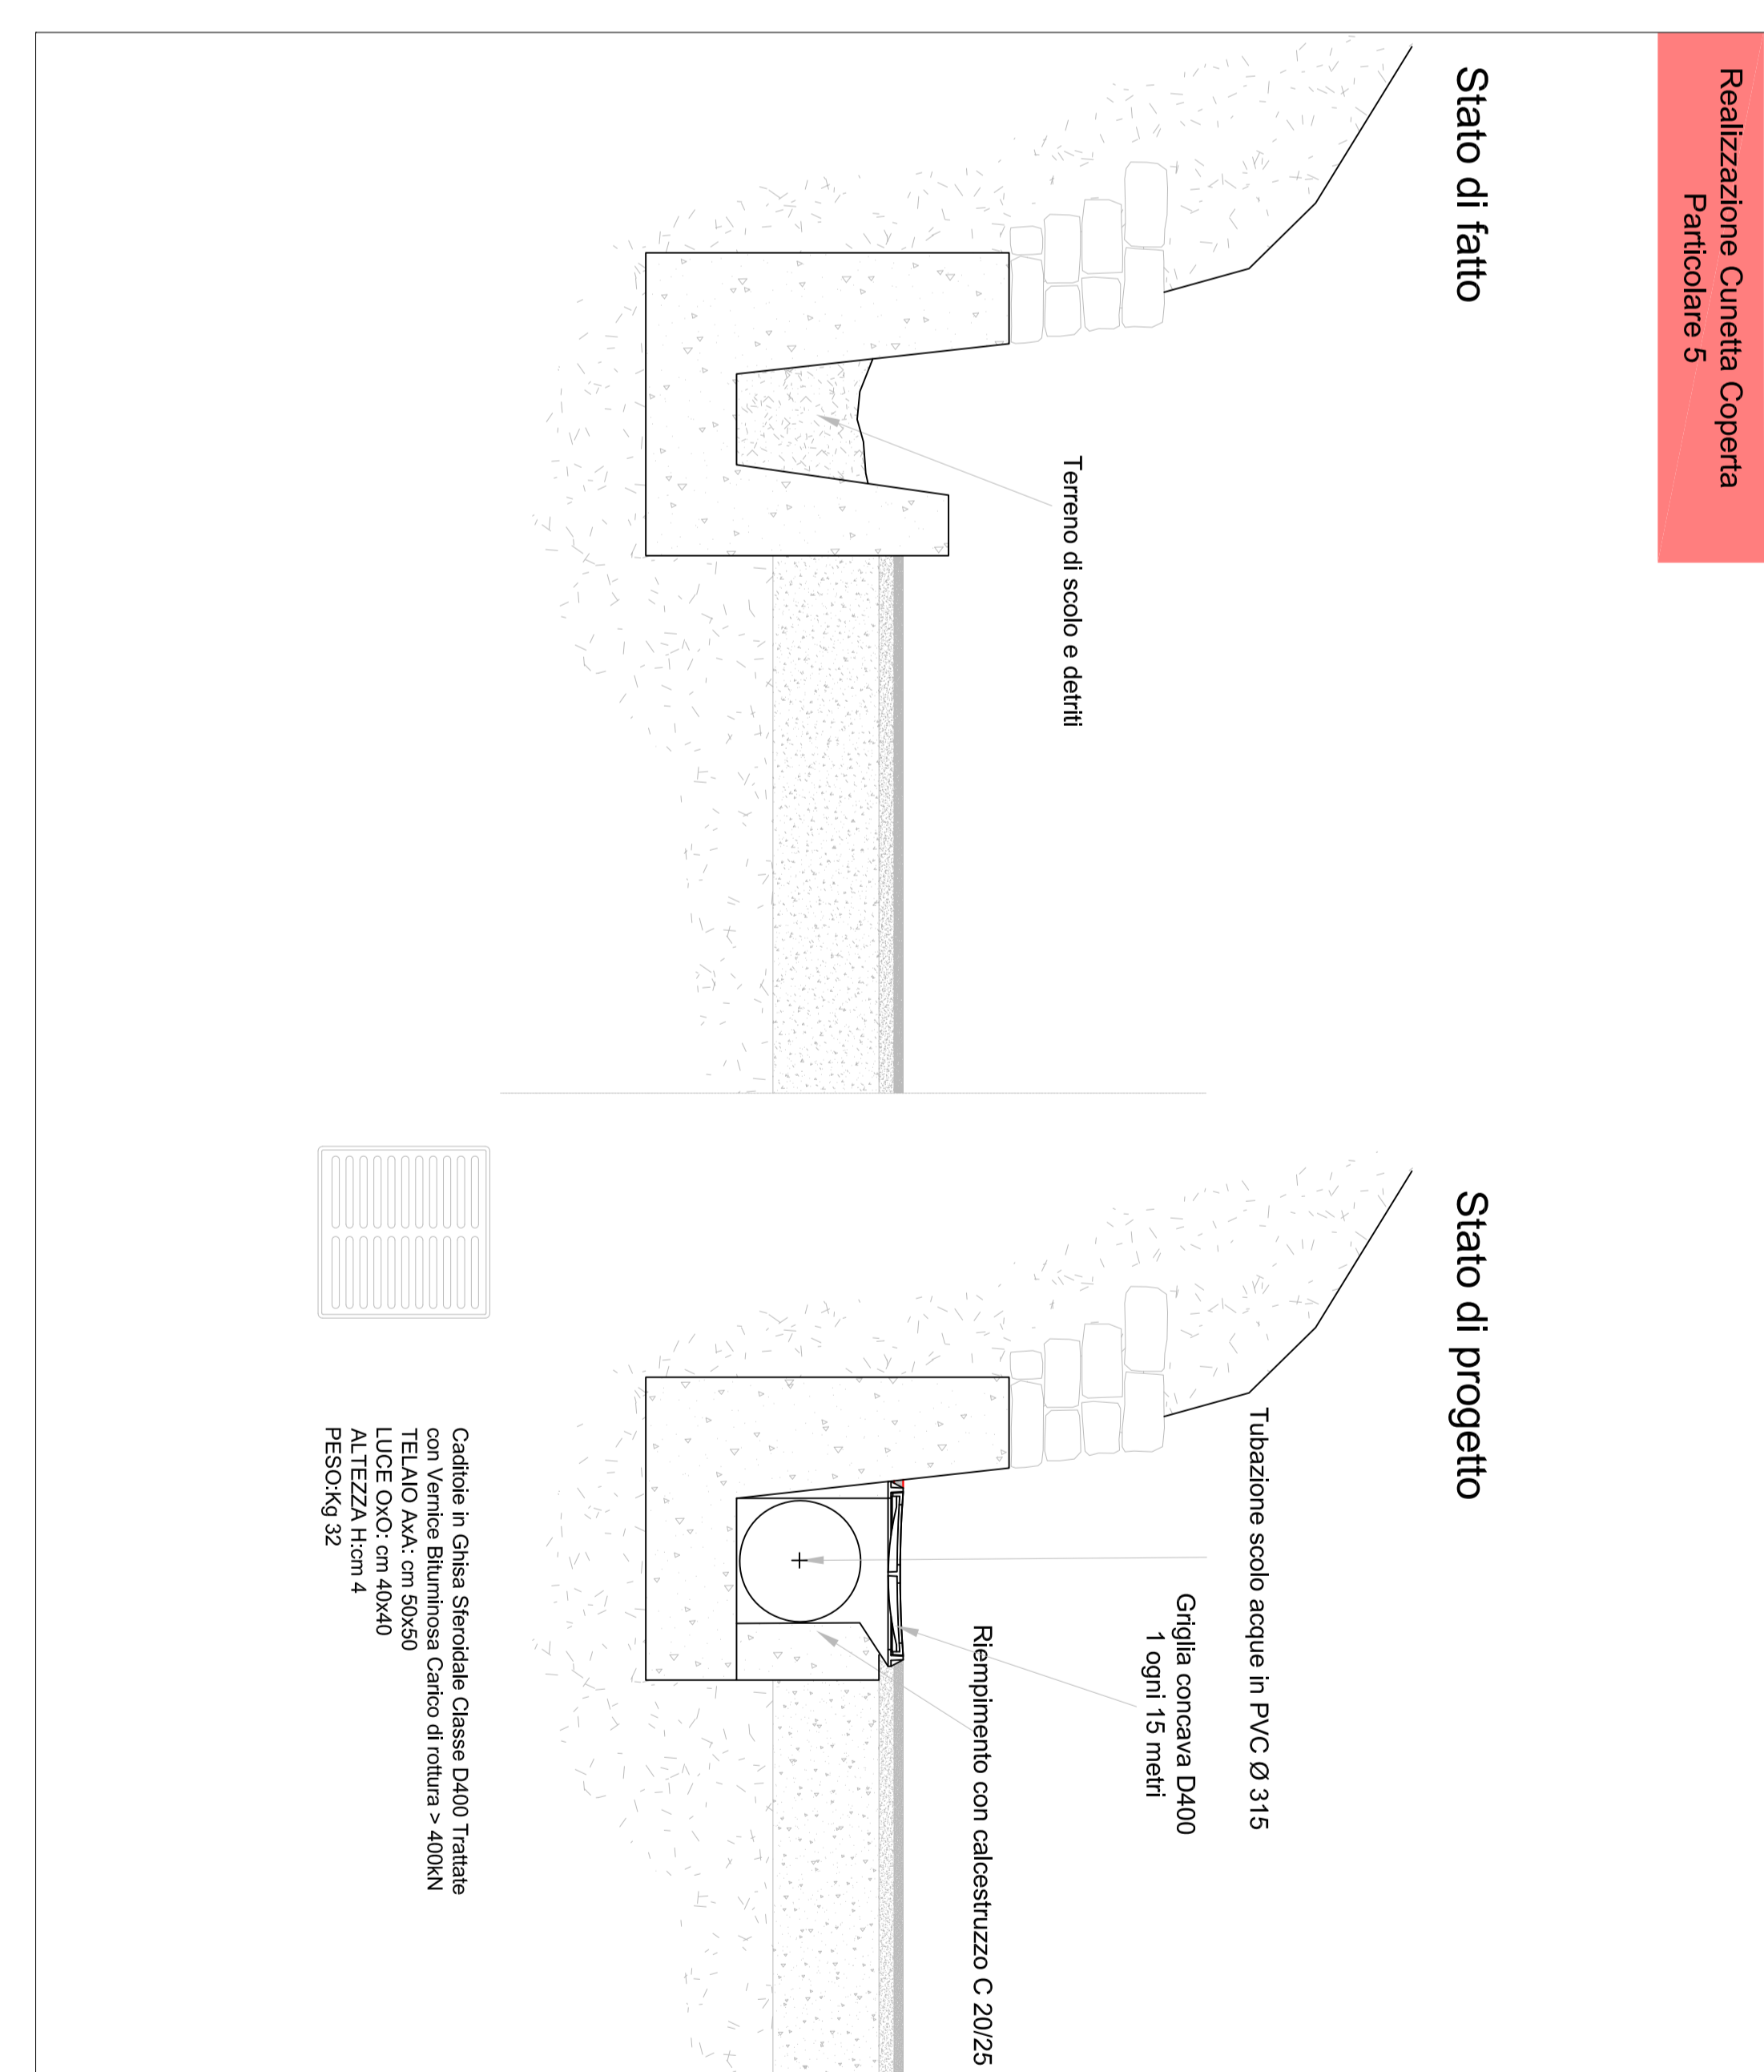 Realizzazione Cunetta Coperta
Particolare 5
Stato di fatto
Terreno di scolo e detriti
Stato di progetto
Tubazione scolo acque in PVC Ø 315
Griglia concava D400
1 ogni 15 metri
Riempimento con calcestruzzo C 20/25
Caditoie in Ghisa Sferoidale Classe D400 Trattate
con Vernice Bituminosa Carico di rottura > 400kN
TELAIO AxA: cm 50x50
LUCE OxO: cm 40x40
ALTEZZA H:cm 4
PESO:Kg 32